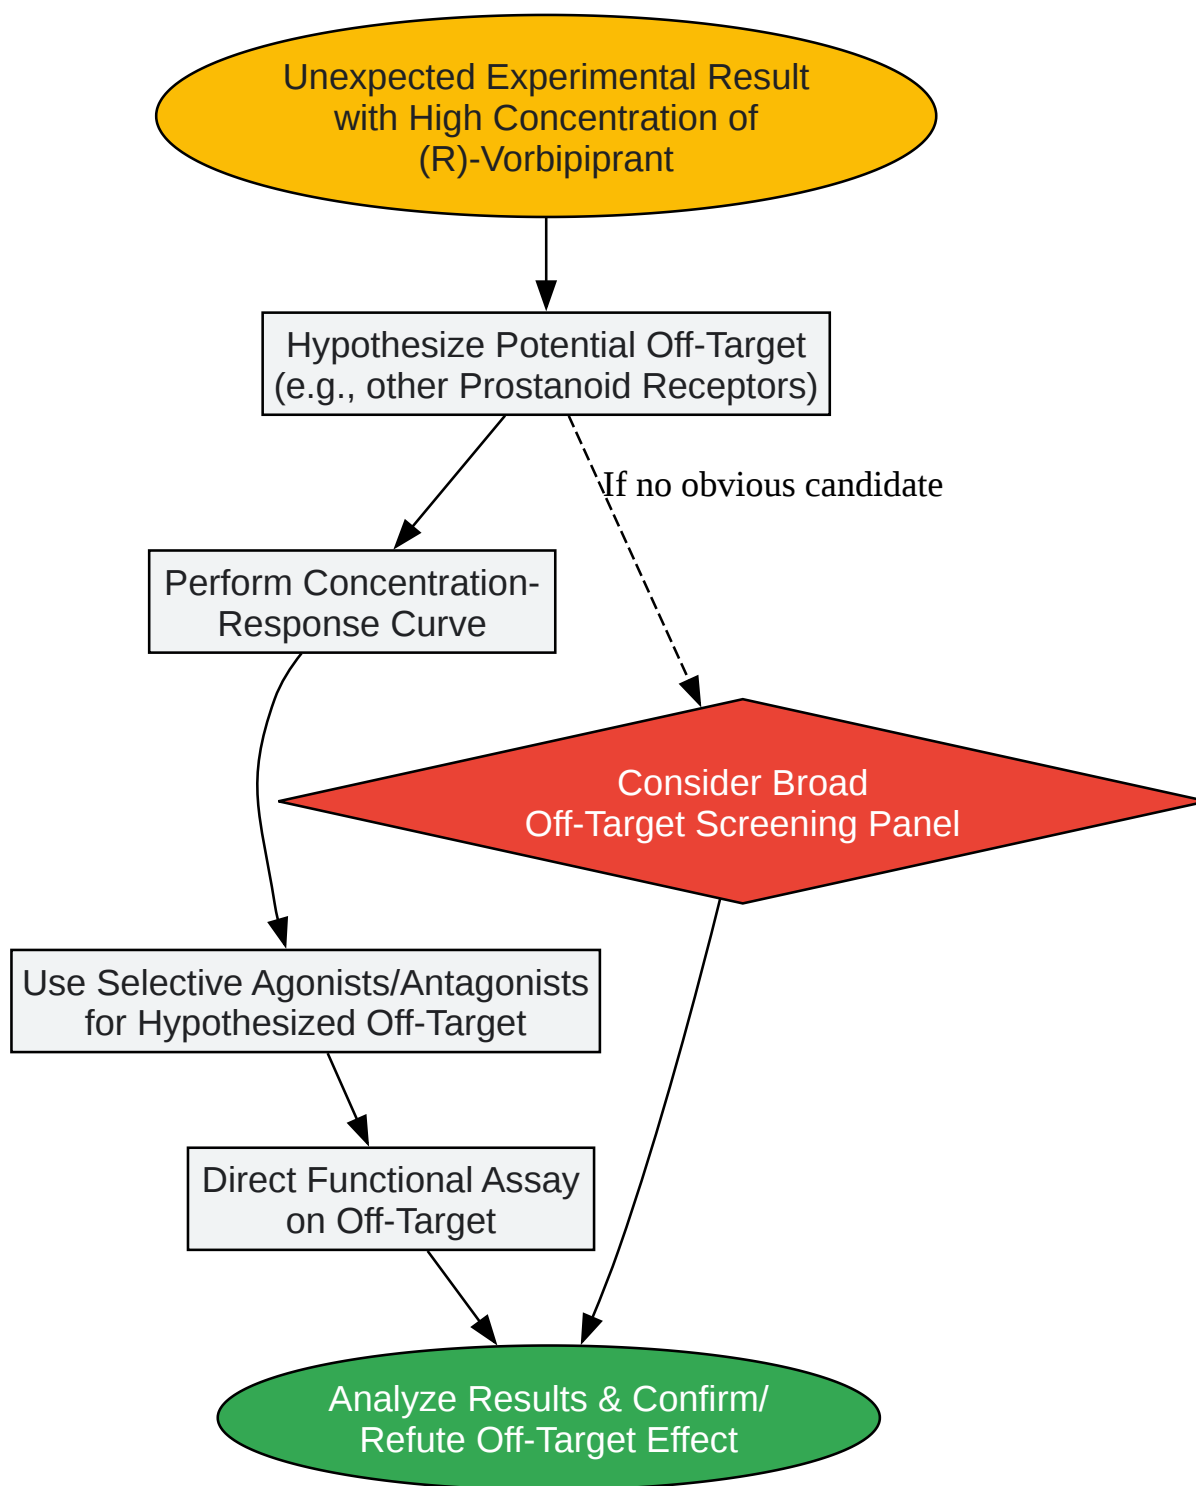 Unexpected Experimental Result
with High Concentration of
(R)-Vorbipiprant
Hypothesize Potential Off-Target
(e.g., other Prostanoid Receptors)
If no obvious candidate
Perform Concentration-
Response Curve
Consider Broad
Off-Target Screening Panel
Use Selective Agonists/Antagonists
for Hypothesized Off-Target
Direct Functional Assay
on Off-Target
Analyze Results & Confirm/
Refute Off-Target Effect